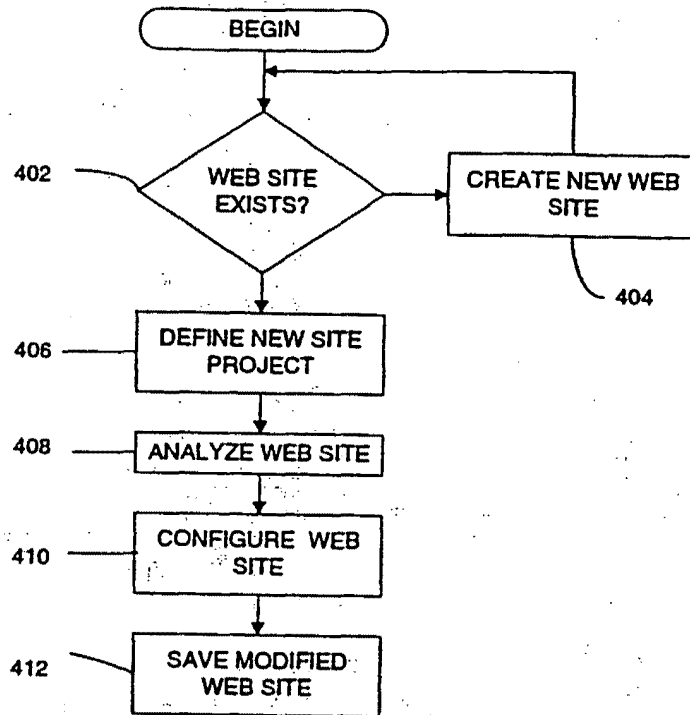 BEGIN
402
WEB SITE
EXISTS?
CREATE NEW WEB
SITE
404
406
DEFINE NEW SITE
PROJECT
408
ANALYZE WEB SITE
410
CONFIGURE WEB
SITE
412
SAVE MODIFIED
WEB SITE